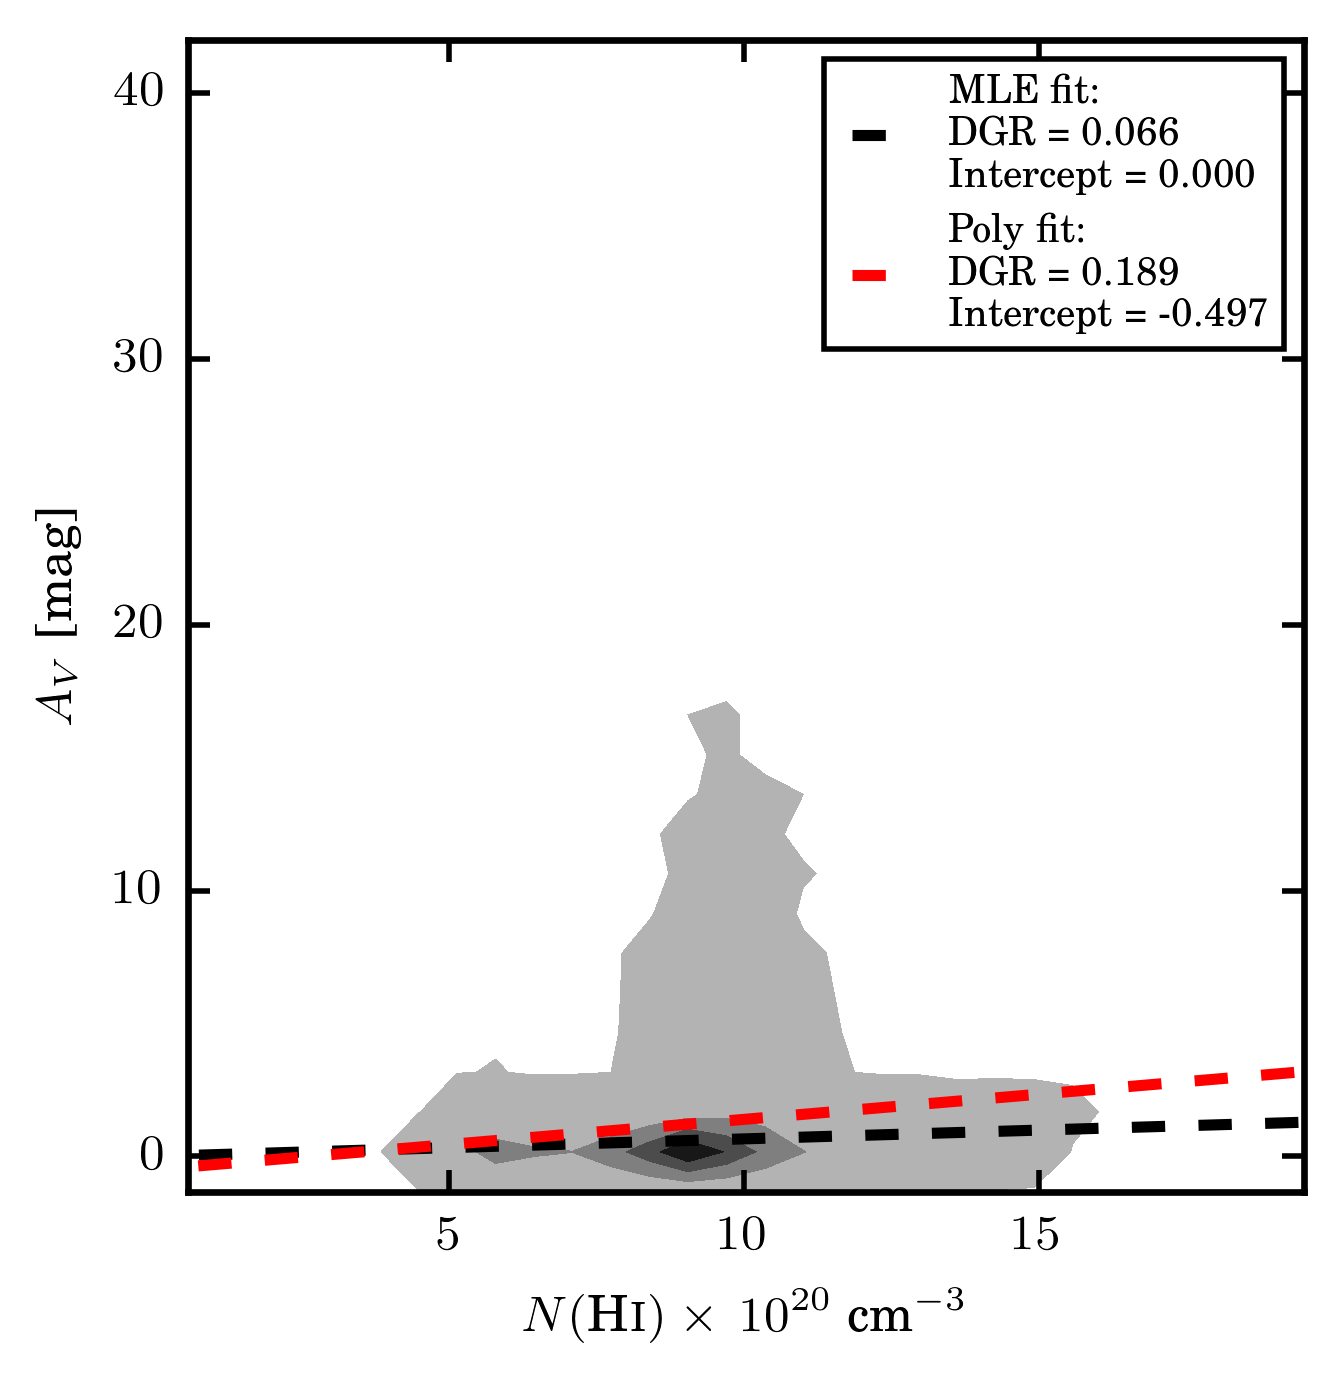 MLE fit:
DGR = 0.066
Intercept = 0.000
Poly fit:
DGR = 0.189
Intercept = -0.497
40
30
20
10
0
A_V [mag]
5 10 15
N(HI) × 10^20 cm^−3